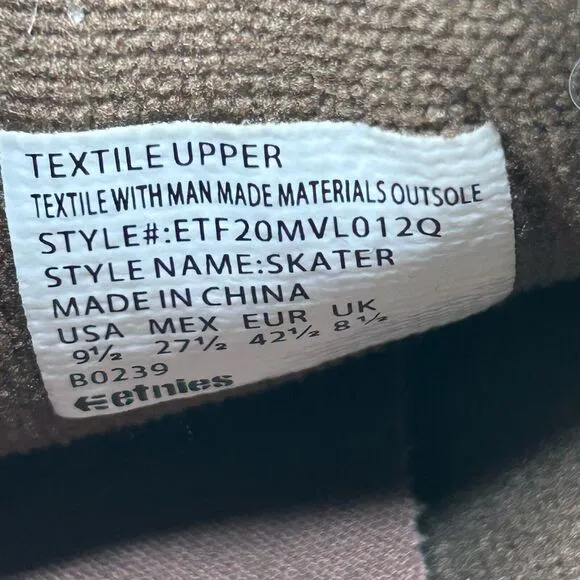 TEXTILE UPPER
TEXTILE WITH MAN MADE MATERIALS OUTSOLE
STYLE#:ETF20MVL012Q
STYLE NAME:SKATER
MADE IN CHINA
USA MEX EUR UK
9½ 27½ 42½ 8½
B0239
etnies